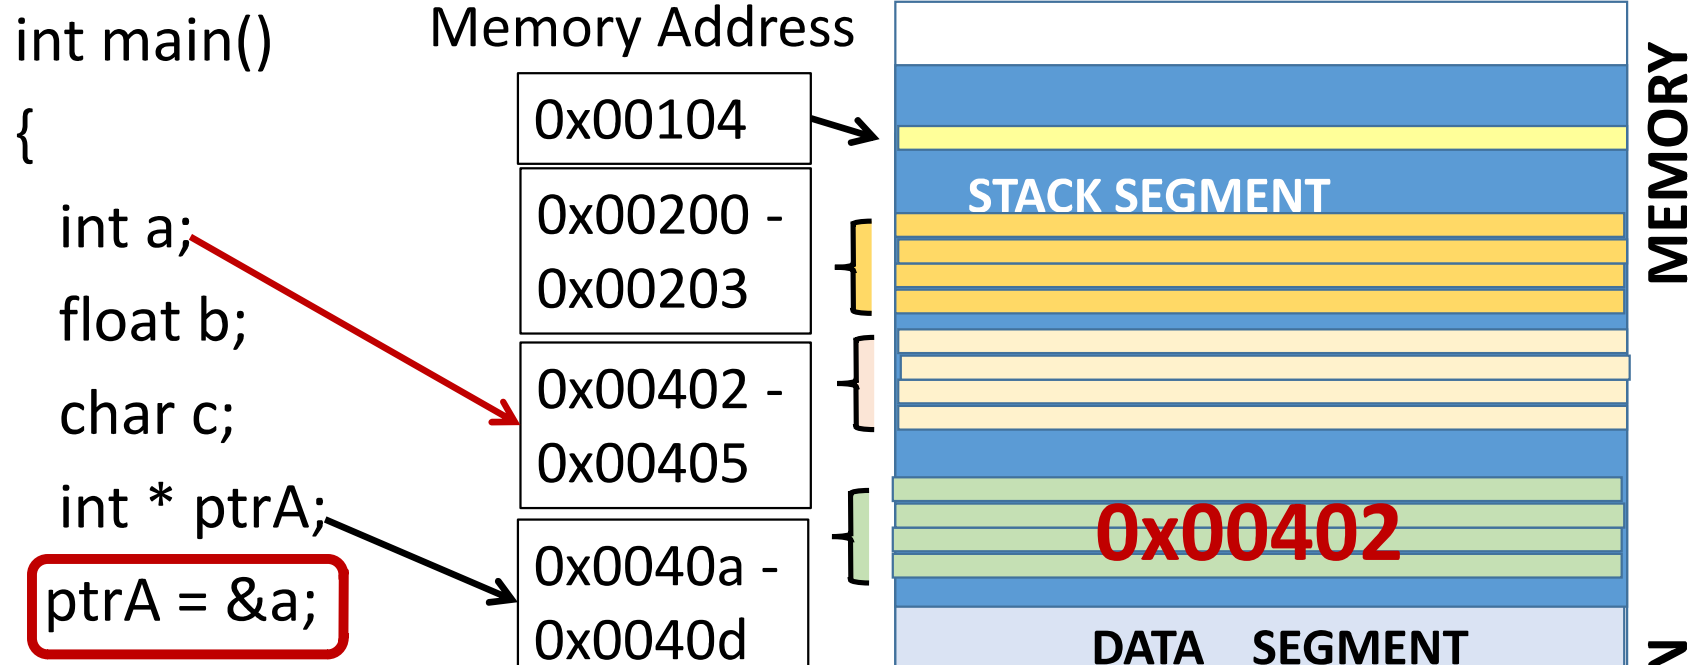 int main()
{
int a;
float b;
char c;
int * ptrA;
ptrA = &a;
Memory Address
0x00104
0x00200 -
0x00203
0x00402 -
0x00405
0x0040a -
0x0040d
STACK SEGMENT
0x00402
DATA SEGMENT
MEMORY
N